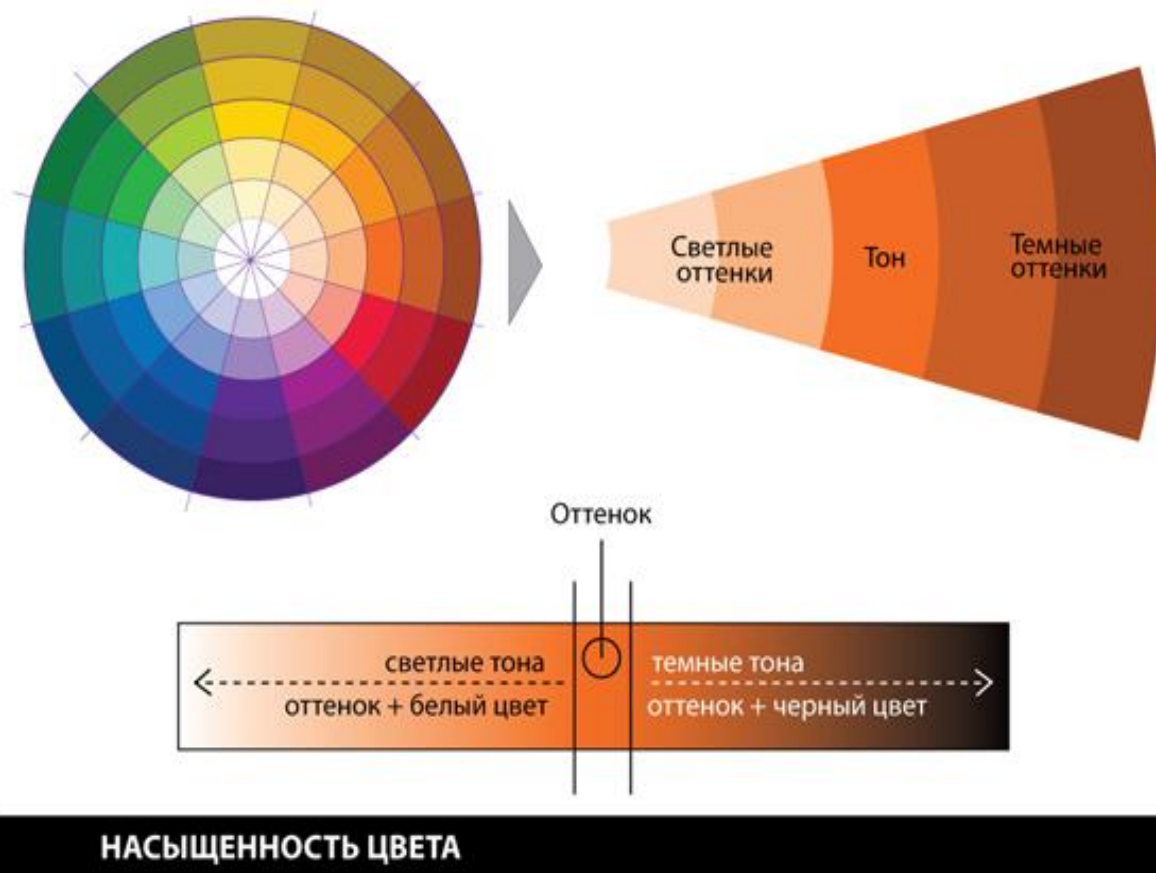 Светлые
оттенки
Тон
Темные
оттенки
Оттенок
светлые тона
оттенок + белый цвет
темные тона
оттенок + черный цвет
НАСЫЩЕННОСТЬ ЦВЕТА